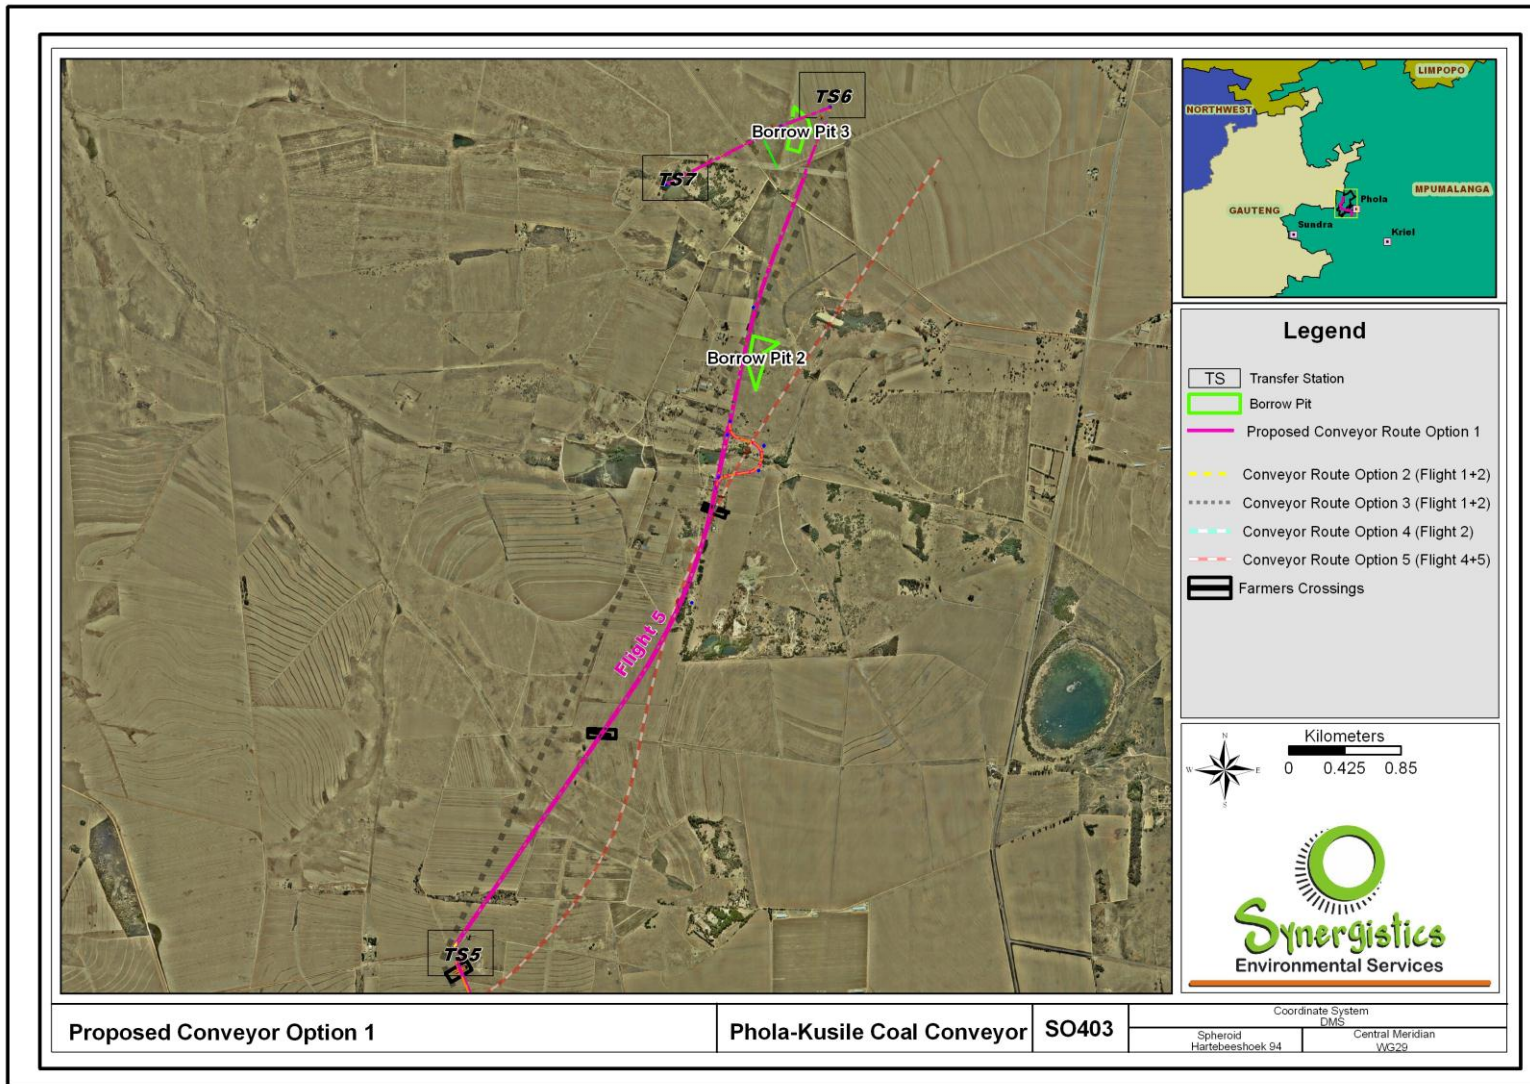 TS6
Borrow Pit 3
TS7
Borrow Pit 2
Flight 5
TS5
LIMPOPO
NORTHWEST
MPUMALANGA
Phola
GAUTENG
Sundra
Kriel
Legend
TS Transfer Station
Borrow Pit
Proposed Conveyor Route Option 1
Conveyor Route Option 2 (Flight 1+2)
Conveyor Route Option 3 (Flight 1+2)
Conveyor Route Option 4 (Flight 2)
Conveyor Route Option 5 (Flight 4+5)
Farmers Crossings
N
W E
S
Kilometers
0 0.425 0.85
Synergistics
Environmental Services
Proposed Conveyor Option 1
Phola-Kusile Coal Conveyor
SO403
Coordinate System
DMS
Spheroid
Hartebeeshoek 94
Central Meridian
WG29